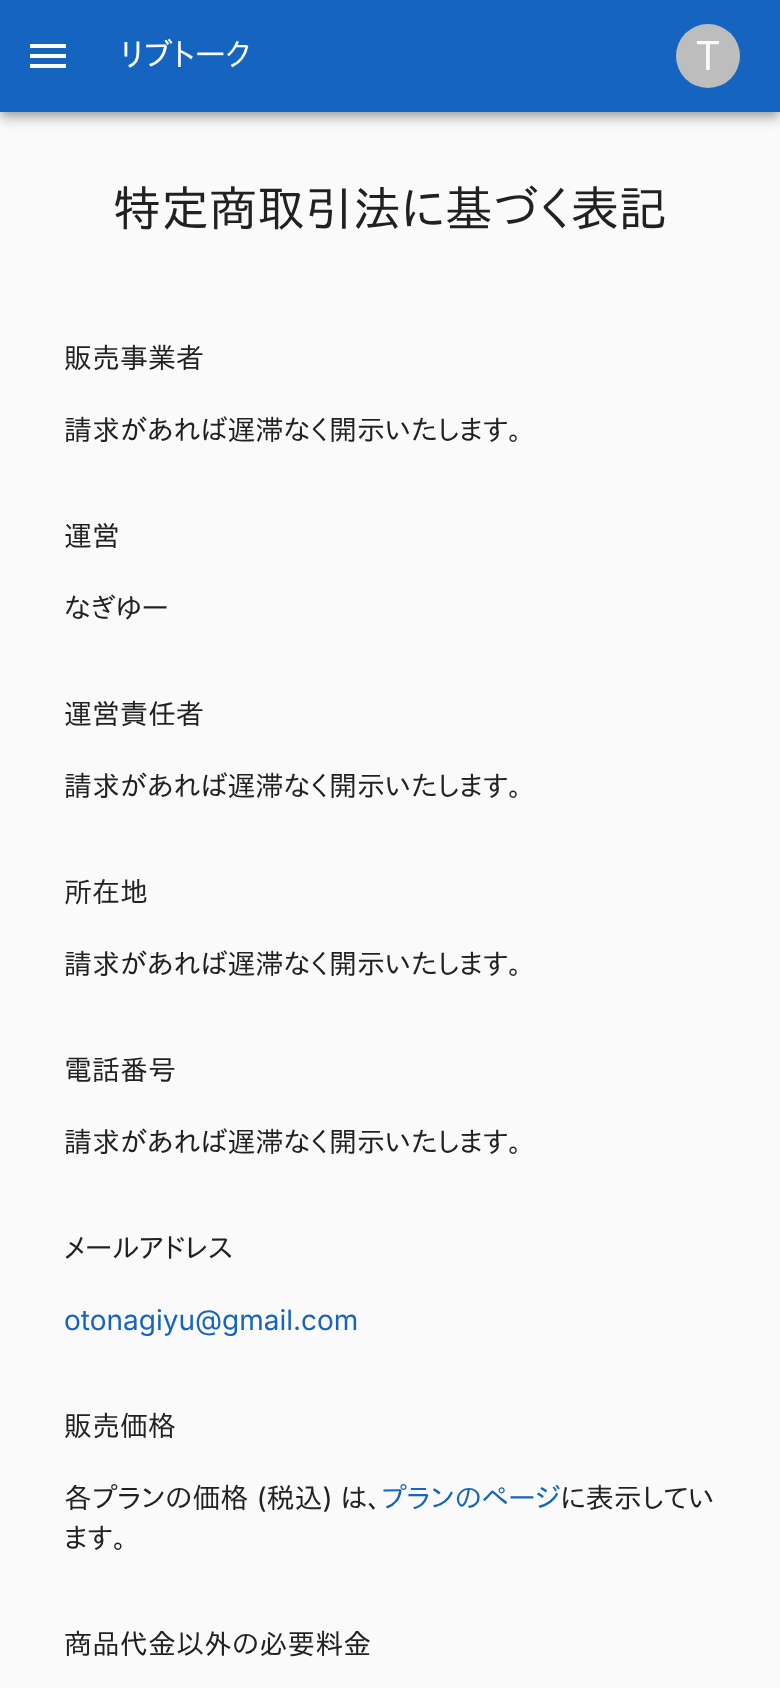 リブトーク
T
特定商取引法に基づく表記
販売事業者
請求があれば遅滞なく開示いたします。
運営
なぎゆー
運営責任者
請求があれば遅滞なく開示いたします。
所在地
請求があれば遅滞なく開示いたします。
電話番号
請求があれば遅滞なく開示いたします。
メールアドレス
otonagiyu@gmail.com
販売価格
各プランの価格 (税込) は、プランのページに表示してい
ます。
商品代金以外の必要料金